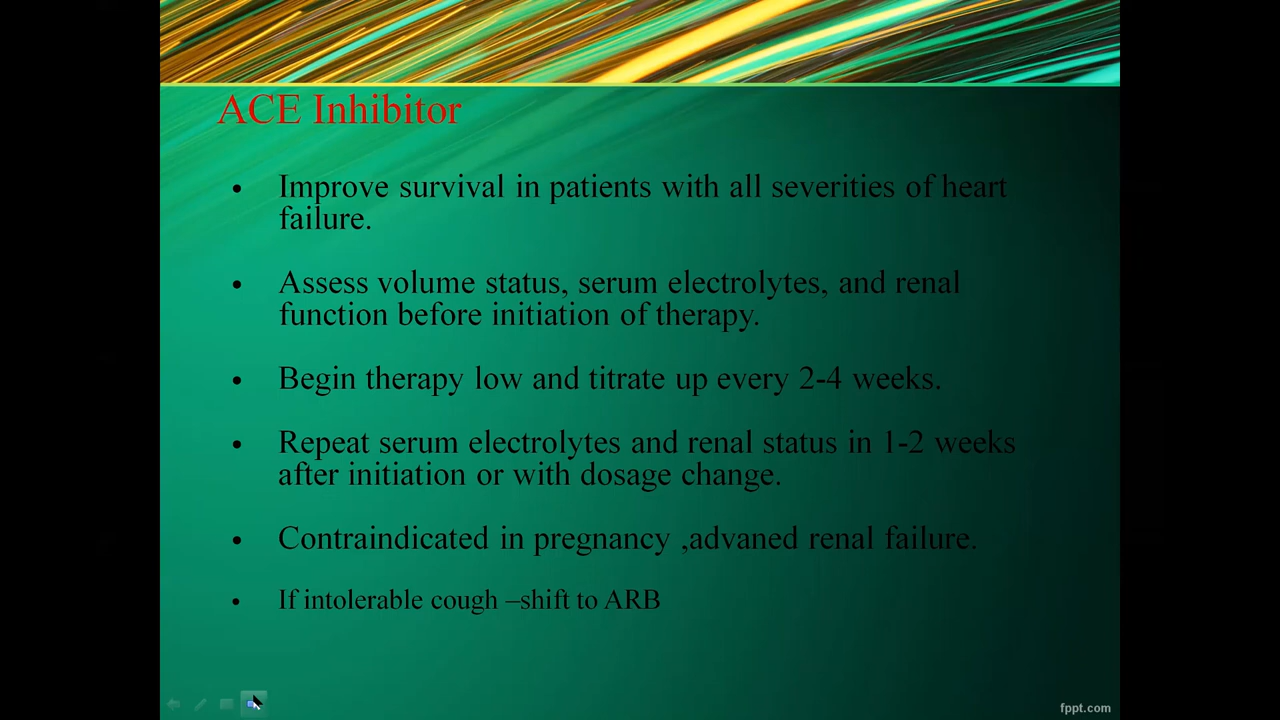 ACE Inhibitor
• Improve survival in patients with all severities of heart
failure.
• Assess volume status, serum electrolytes, and renal
function before initiation of therapy.
• Begin therapy low and titrate up every 2-4 weeks.
• Repeat serum electrolytes and renal status in 1-2 weeks
after initiation or with dosage change.
• Contraindicated in pregnancy ,advaned renal failure.
• If intolerable cough –shift to ARB
fppt.com